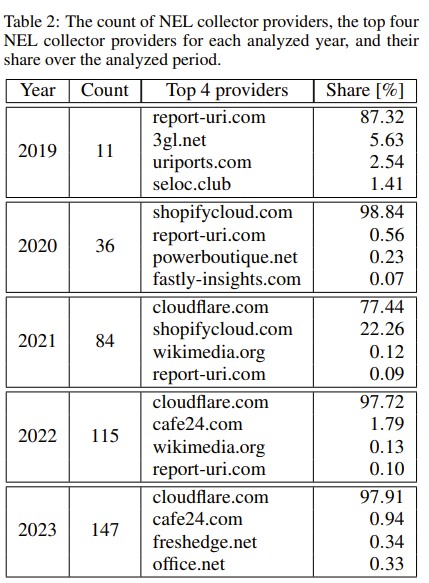 Table 2: The count of NEL collector providers, the top four
NEL collector providers for each analyzed year, and their
share over the analyzed period.
Year Count Top 4 providers Share [%]
2019 11
report-uri.com 87.32
3gl.net 5.63
uriports.com 2.54
seloc.club 1.41
2020 36
shopifycloud.com 98.84
report-uri.com 0.56
powerboutique.net 0.23
fastly-insights.com 0.07
2021 84
cloudflare.com 77.44
shopifycloud.com 22.26
wikimedia.org 0.12
report-uri.com 0.09
2022 115
cloudflare.com 97.72
cafe24.com 1.79
wikimedia.org 0.13
report-uri.com 0.10
2023 147
cloudflare.com 97.91
cafe24.com 0.94
freshedge.net 0.34
office.net 0.33